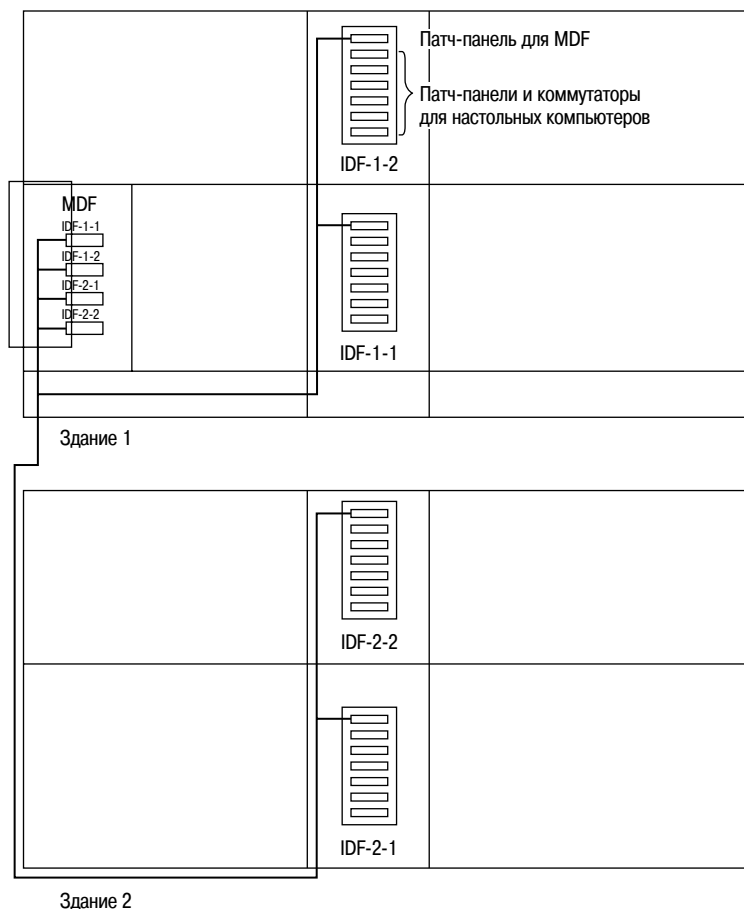 Патч-панель для MDF
Патч-панели и коммутаторы
для настольных компьютеров
IDF-1-2
MDF
IDF-1-1
IDF-1-2
IDF-2-1
IDF-2-2
IDF-1-1
Здание 1
IDF-2-2
IDF-2-1
Здание 2